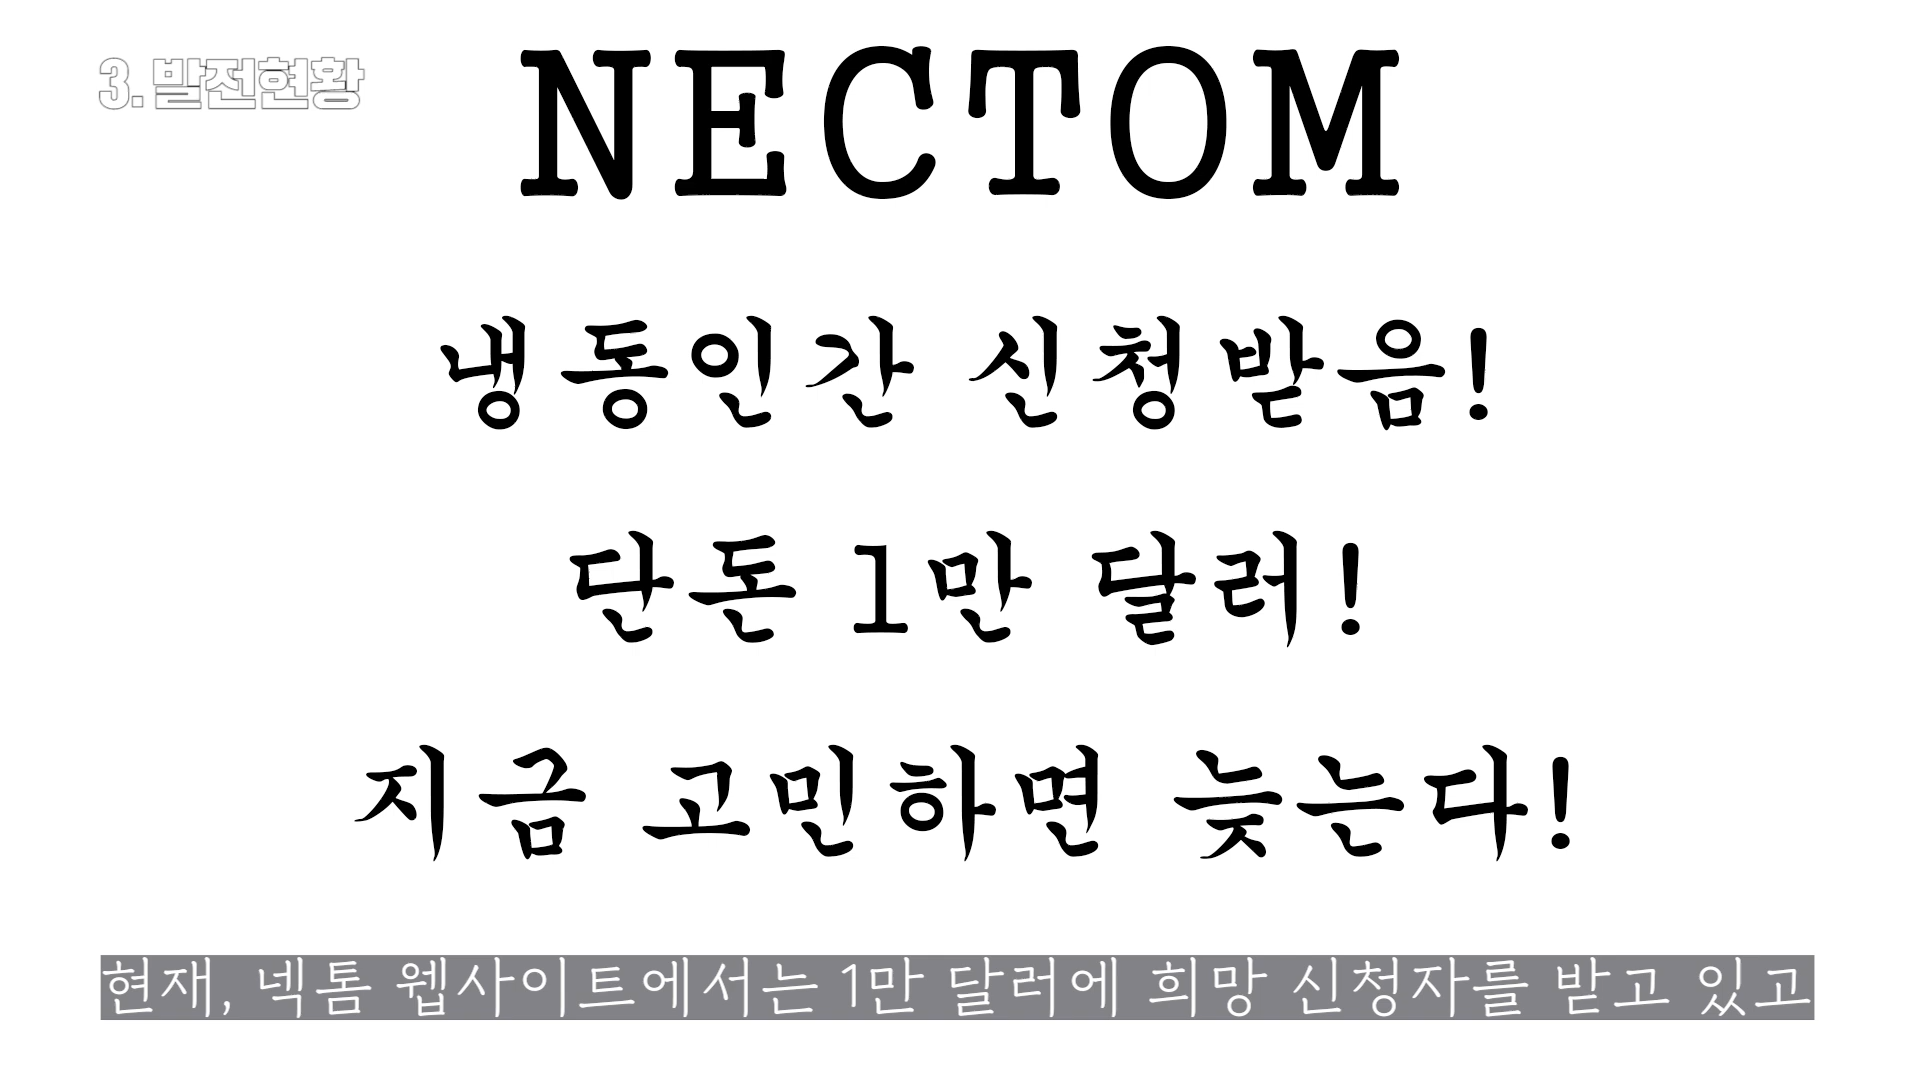 3. 발전현황
NECTOM
냉동인간 신청받음!
단돈 1만 달러!
지금 고민하면 늦는다!
현재, 넥톰 웹사이트에서는 1만 달러에 희망 신청자를 받고 있고